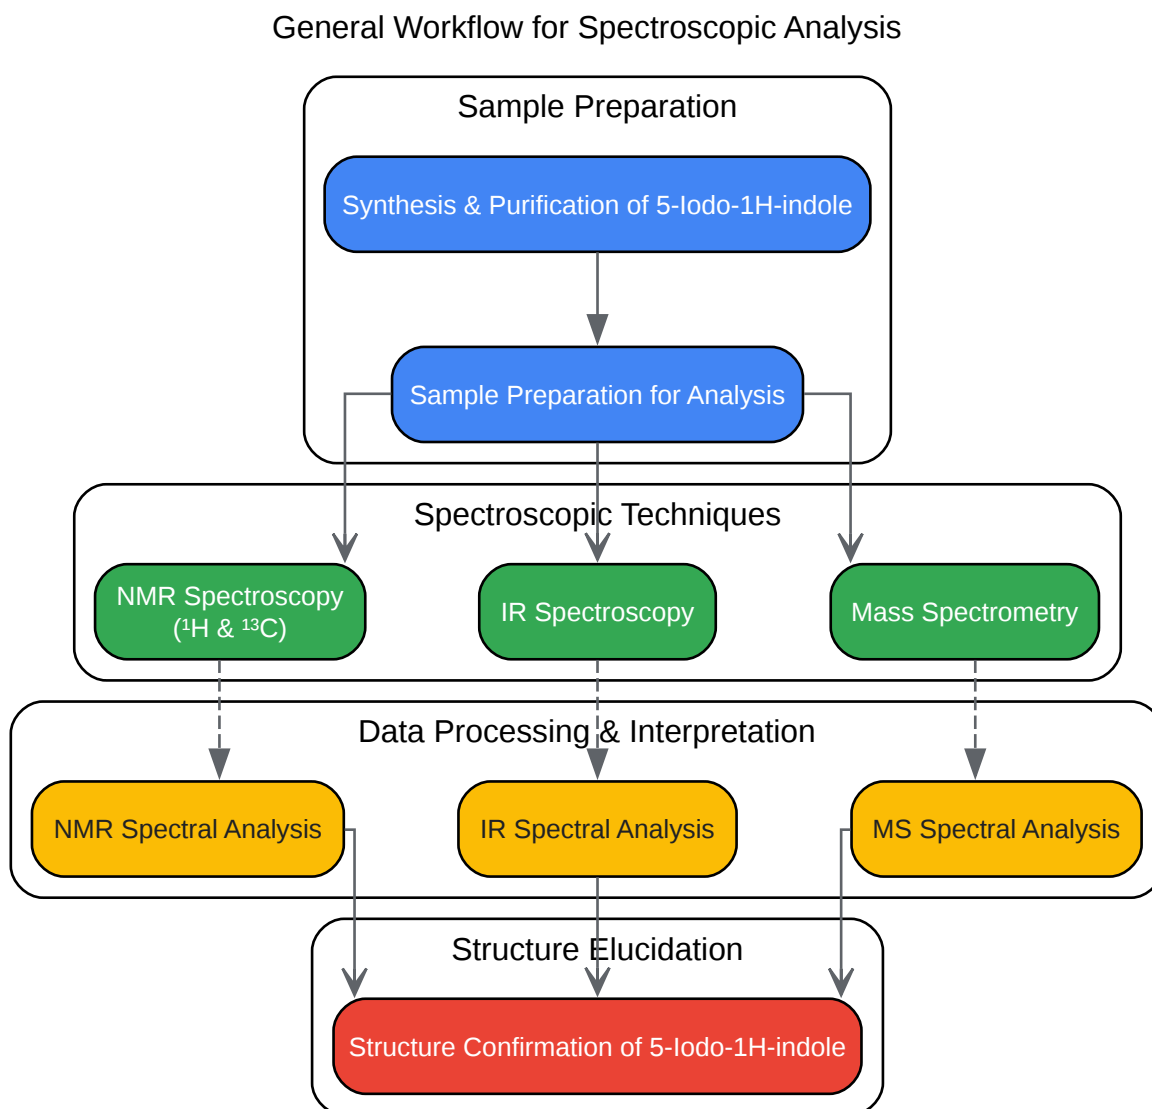 General Workflow for Spectroscopic Analysis
Sample Preparation
Synthesis & Purification of 5-Iodo-1H-indole
Sample Preparation for Analysis
Spectroscopic Techniques
NMR Spectroscopy
(¹H & ¹³C)
IR Spectroscopy
Mass Spectrometry
Data Processing & Interpretation
NMR Spectral Analysis
IR Spectral Analysis
MS Spectral Analysis
Structure Elucidation
Structure Confirmation of 5-Iodo-1H-indole